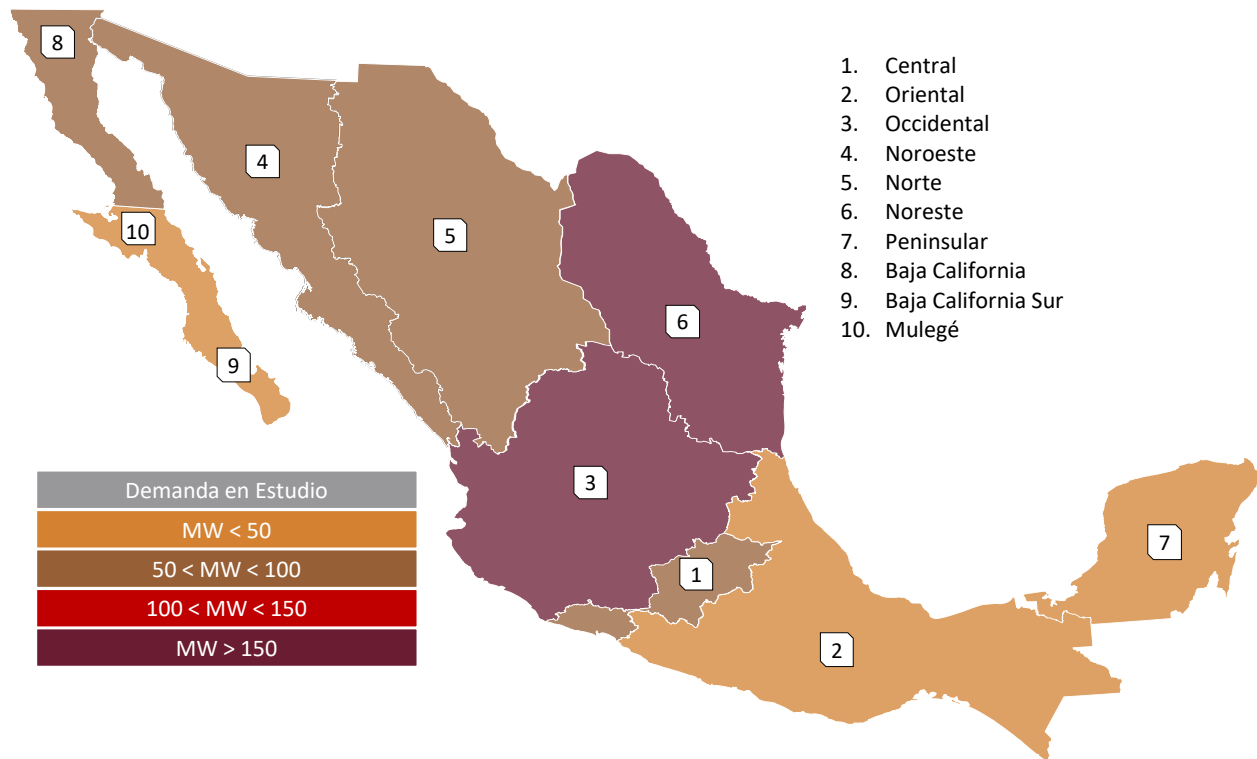 8
4
10
5
6
9
3
1
7
2
1. Central
2. Oriental
3. Occidental
4. Noroeste
5. Norte
6. Noreste
7. Peninsular
8. Baja California
9. Baja California Sur
10. Mulegé
Demanda en Estudio
MW < 50
50 < MW < 100
100 < MW < 150
MW > 150